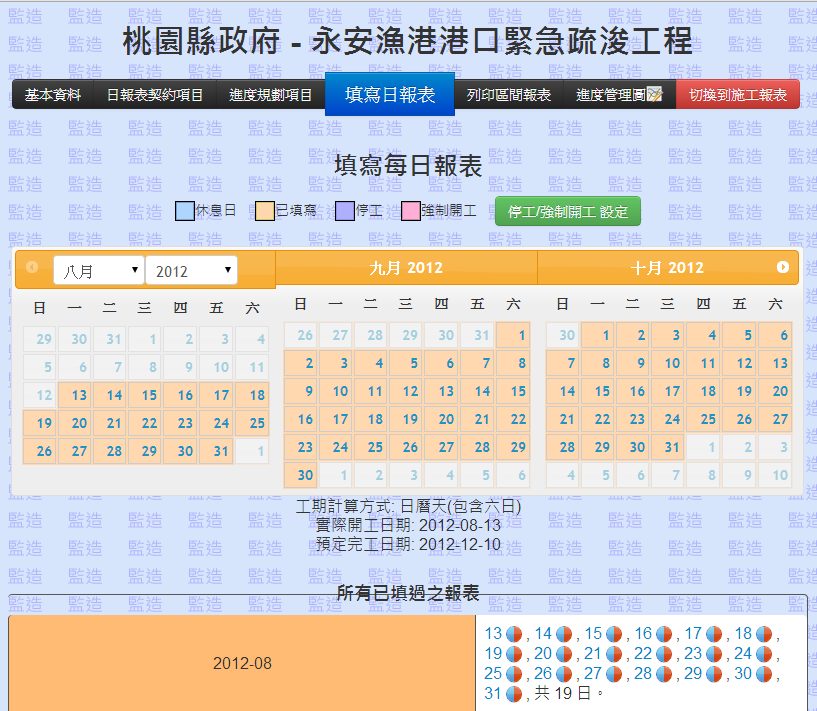 桃園縣政府 - 永安漁港港口緊急疏浚工程
基本資料 日報表契約項目 進度規劃項目 填寫日報表 列印區間報表 進度管理圖 切換到施工報表
填寫每日報表
休息日 已填寫 停工 強制開工 停工/強制開工 設定
八月 2012
日 一 二 三 四 五 六
29 30 31 1 2 3 4
5 6 7 8 9 10 11
12 13 14 15 16 17 18
19 20 21 22 23 24 25
26 27 28 29 30 31 1
九月 2012
日 一 二 三 四 五 六
26 27 28 29 30 31 1
2 3 4 5 6 7 8
9 10 11 12 13 14 15
16 17 18 19 20 21 22
23 24 25 26 27 28 29
30 1 2 3 4 5 6
十月 2012
日 一 二 三 四 五 六
30 1 2 3 4 5 6
7 8 9 10 11 12 13
14 15 16 17 18 19 20
21 22 23 24 25 26 27
28 29 30 31 1 2 3
4 5 6 7 8 9 10
工期計算方式: 日曆天(包含六日)
實際開工日期: 2012-08-13
預定完工日期: 2012-12-10
所有已填過之報表
2012-08
13 , 14 , 15 , 16 , 17 , 18 ,
19 , 20 , 21 , 22 , 23 , 24 ,
25 , 26 , 27 , 28 , 29 , 30 ,
31 , 共 19 日。
監造